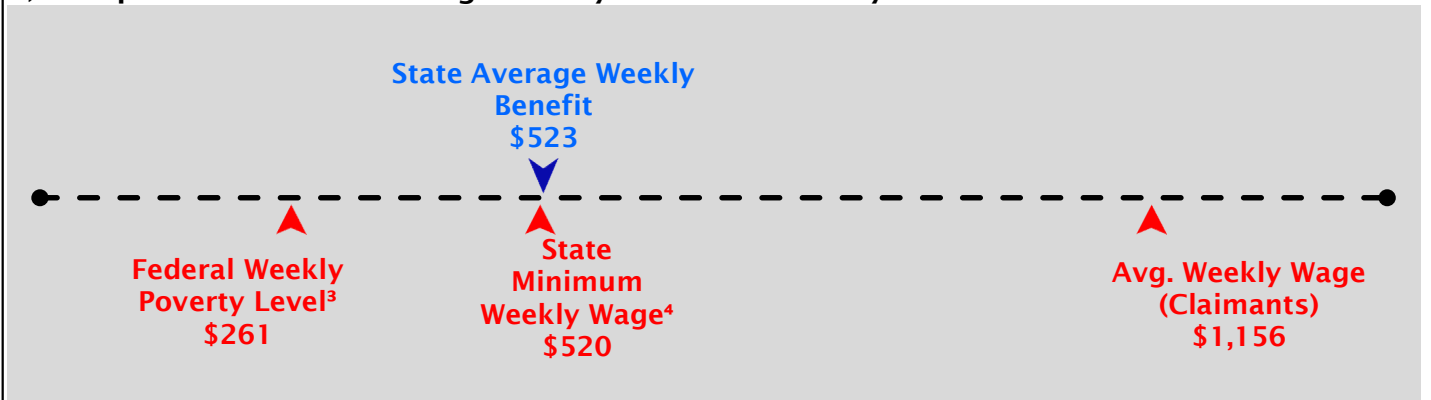 State Average Weekly
Benefit
$523
Federal Weekly
Poverty Level³
$261
State
Minimum
Weekly Wage⁴
$520
Avg. Weekly Wage
(Claimants)
$1,156